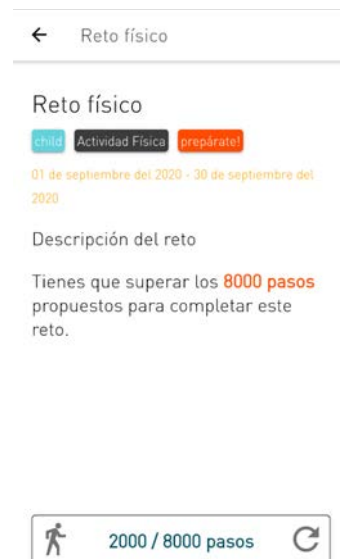 Reto físico
Reto físico
child Actividad Física prepárate!
01 de septiembre del 2020 - 30 de septiembre del
2020
Descripción del reto
Tienes que superar los 8000 pasos
propuestos para completar este
reto.
2000 / 8000 pasos